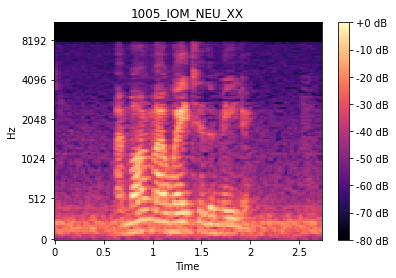 1005_IOM_NEU_XX
+0 dB
8192
-10 dB
-20 dB
4096
-30 dB
Hz
2048
-40 dB
1024
-50 dB
-60 dB
512
-70 dB
0
-80 dB
0 0.5 1 1.5 2 2.5
Time